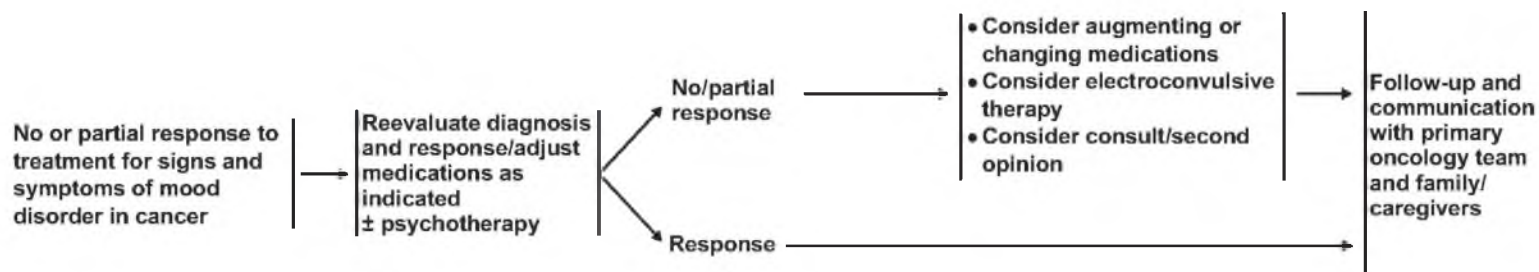 No or partial response to
treatment for signs and
symptoms of mood
disorder in cancer
Reevaluate diagnosis
and response/adjust
medications as
indicated
± psychotherapy
No/partial
response
Response
• Consider augmenting or
changing medications
• Consider electroconvulsive
therapy
• Consider consult/second
opinion
Follow-up and
communication
with primary
oncology team
and family/
caregivers